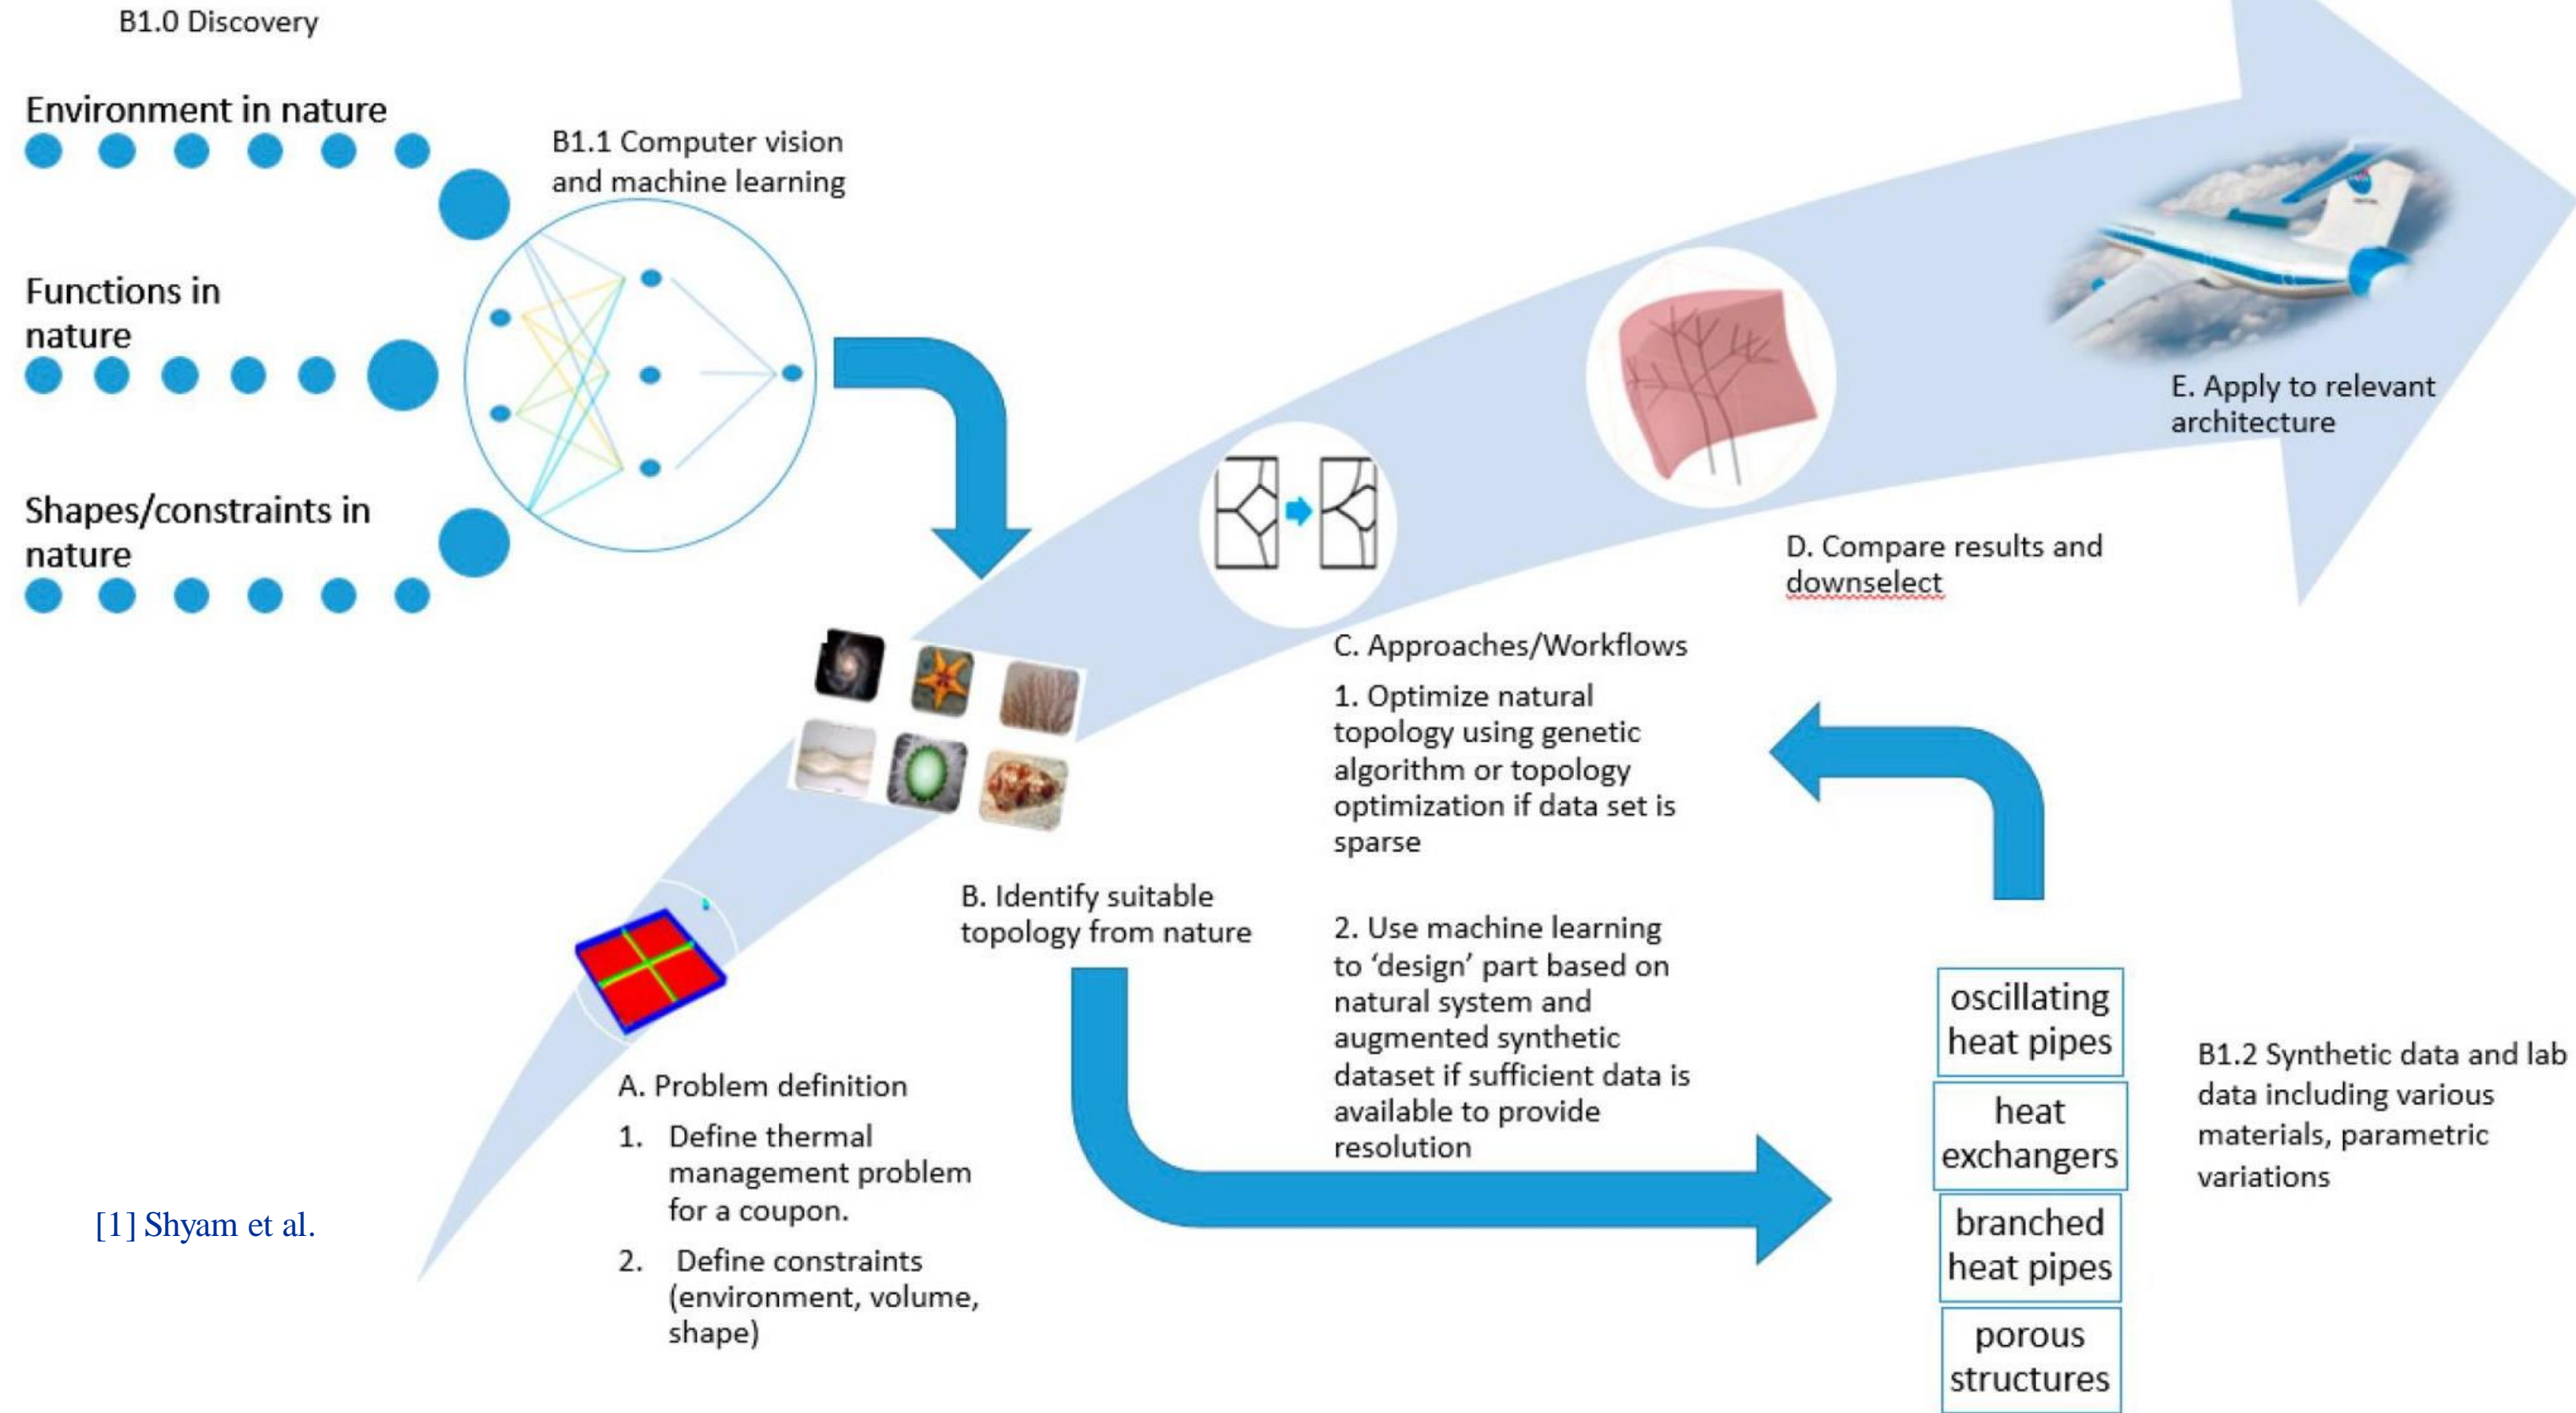 B1.0 Discovery
Environment in nature
B1.1 Computer vision
and machine learning
Functions in
nature
Shapes/constraints in
nature
E. Apply to relevant
architecture
D. Compare results and
downselect
C. Approaches/Workflows
1. Optimize natural
topology using genetic
algorithm or topology
optimization if data set is
sparse
B. Identify suitable
topology from nature
2. Use machine learning
to ‘design’ part based on
natural system and
augmented synthetic
dataset if sufficient data is
available to provide
resolution
oscillating
heat pipes
heat
exchangers
branched
heat pipes
porous
structures
B1.2 Synthetic data and lab
data including various
materials, parametric
variations
A. Problem definition
1. Define thermal
management problem
for a coupon.
2. Define constraints
(environment, volume,
shape)
[1] Shyam et al.